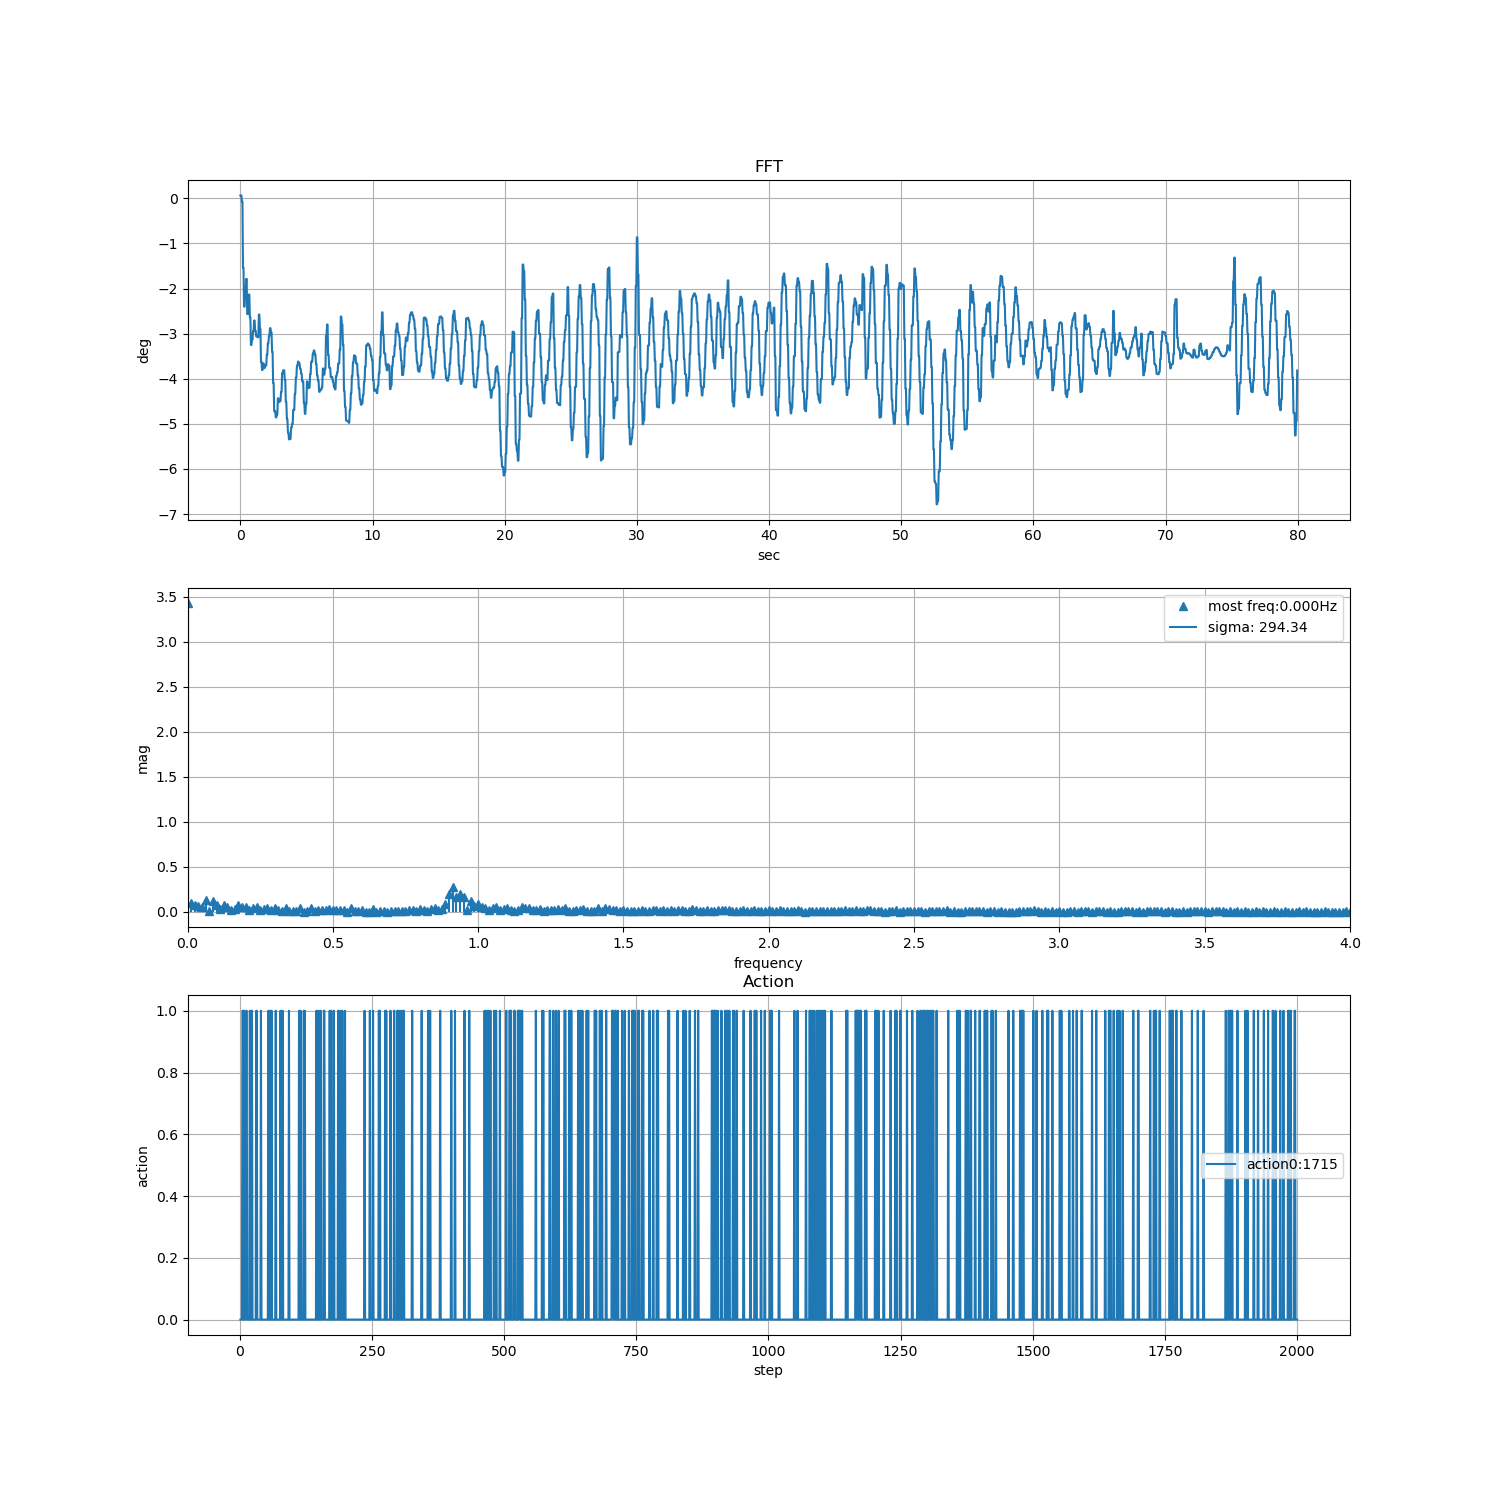 FFT
0
−1
−2
−3
−4
−5
−6
−7
deg
0 10 20 30 40 50 60 70 80
sec
3.5
3.0
2.5
2.0
1.5
1.0
0.5
0.0
mag
most freq:0.000Hz
sigma: 294.34
0.0 0.5 1.0 1.5 2.0 2.5 3.0 3.5 4.0
frequency
Action
1.0
0.8
0.6
0.4
0.2
0.0
action
action0:1715
0 250 500 750 1000 1250 1500 1750 2000
step